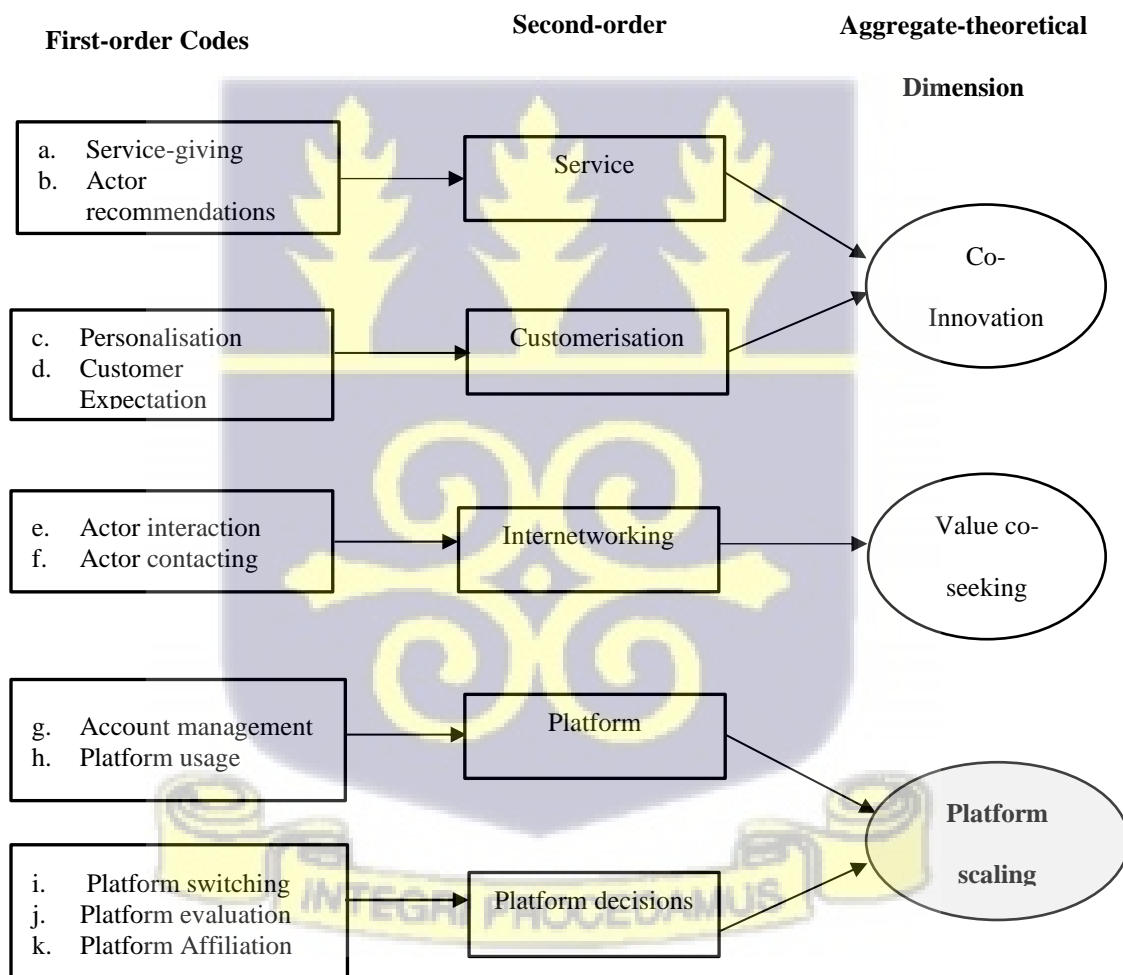 First-order Codes
Second-order
Aggregate-theoretical
Dimension
a. Service-giving
b. Actor
recommendations
Service
Co-
Innovation
c. Personalisation
d. Customer
Expectation
Customerisation
e. Actor interaction
f. Actor contacting
Internetworking
Value co-
seeking
g. Account management
h. Platform usage
Platform
Platform
scaling
i. Platform switching
j. Platform evaluation
k. Platform Affiliation
Platform decisions
INTEGRI PROCEDAMUS